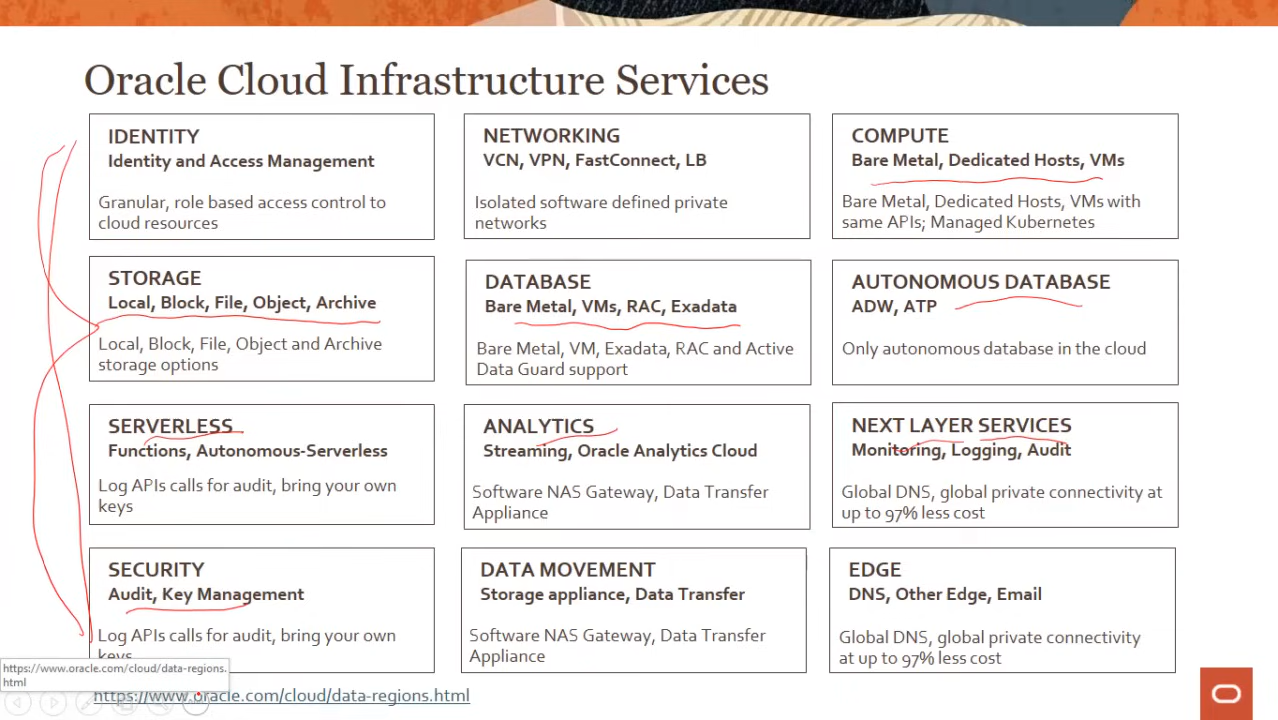 Oracle Cloud Infrastructure Services
IDENTITY
Identity and Access Management
Granular, role based access control to
cloud resources
NETWORKING
VCN, VPN, FastConnect, LB
Isolated software defined private
networks
COMPUTE
Bare Metal, Dedicated Hosts, VMs
Bare Metal, Dedicated Hosts, VMs with
same APIs; Managed Kubernetes
STORAGE
Local, Block, File, Object, Archive
Local, Block, File, Object and Archive
storage options
DATABASE
Bare Metal, VMs, RAC, Exadata
Bare Metal, VM, Exadata, RAC and Active
Data Guard support
AUTONOMOUS DATABASE
ADW, ATP
Only autonomous database in the cloud
SERVERLESS
Functions, Autonomous-Serverless
Log APIs calls for audit, bring your own
keys
ANALYTICS
Streaming, Oracle Analytics Cloud
Software NAS Gateway, Data Transfer
Appliance
NEXT LAYER SERVICES
Monitoring, Logging, Audit
Global DNS, global private connectivity at
up to 97% less cost
SECURITY
Audit, Key Management
Log APIs calls for audit, bring your own
keys
DATA MOVEMENT
Storage appliance, Data Transfer
Software NAS Gateway, Data Transfer
Appliance
EDGE
DNS, Other Edge, Email
Global DNS, global private connectivity
at up to 97% less cost
https://www.oracle.com/cloud/data-regions.
html
https://www.oracle.com/cloud/data-regions.html